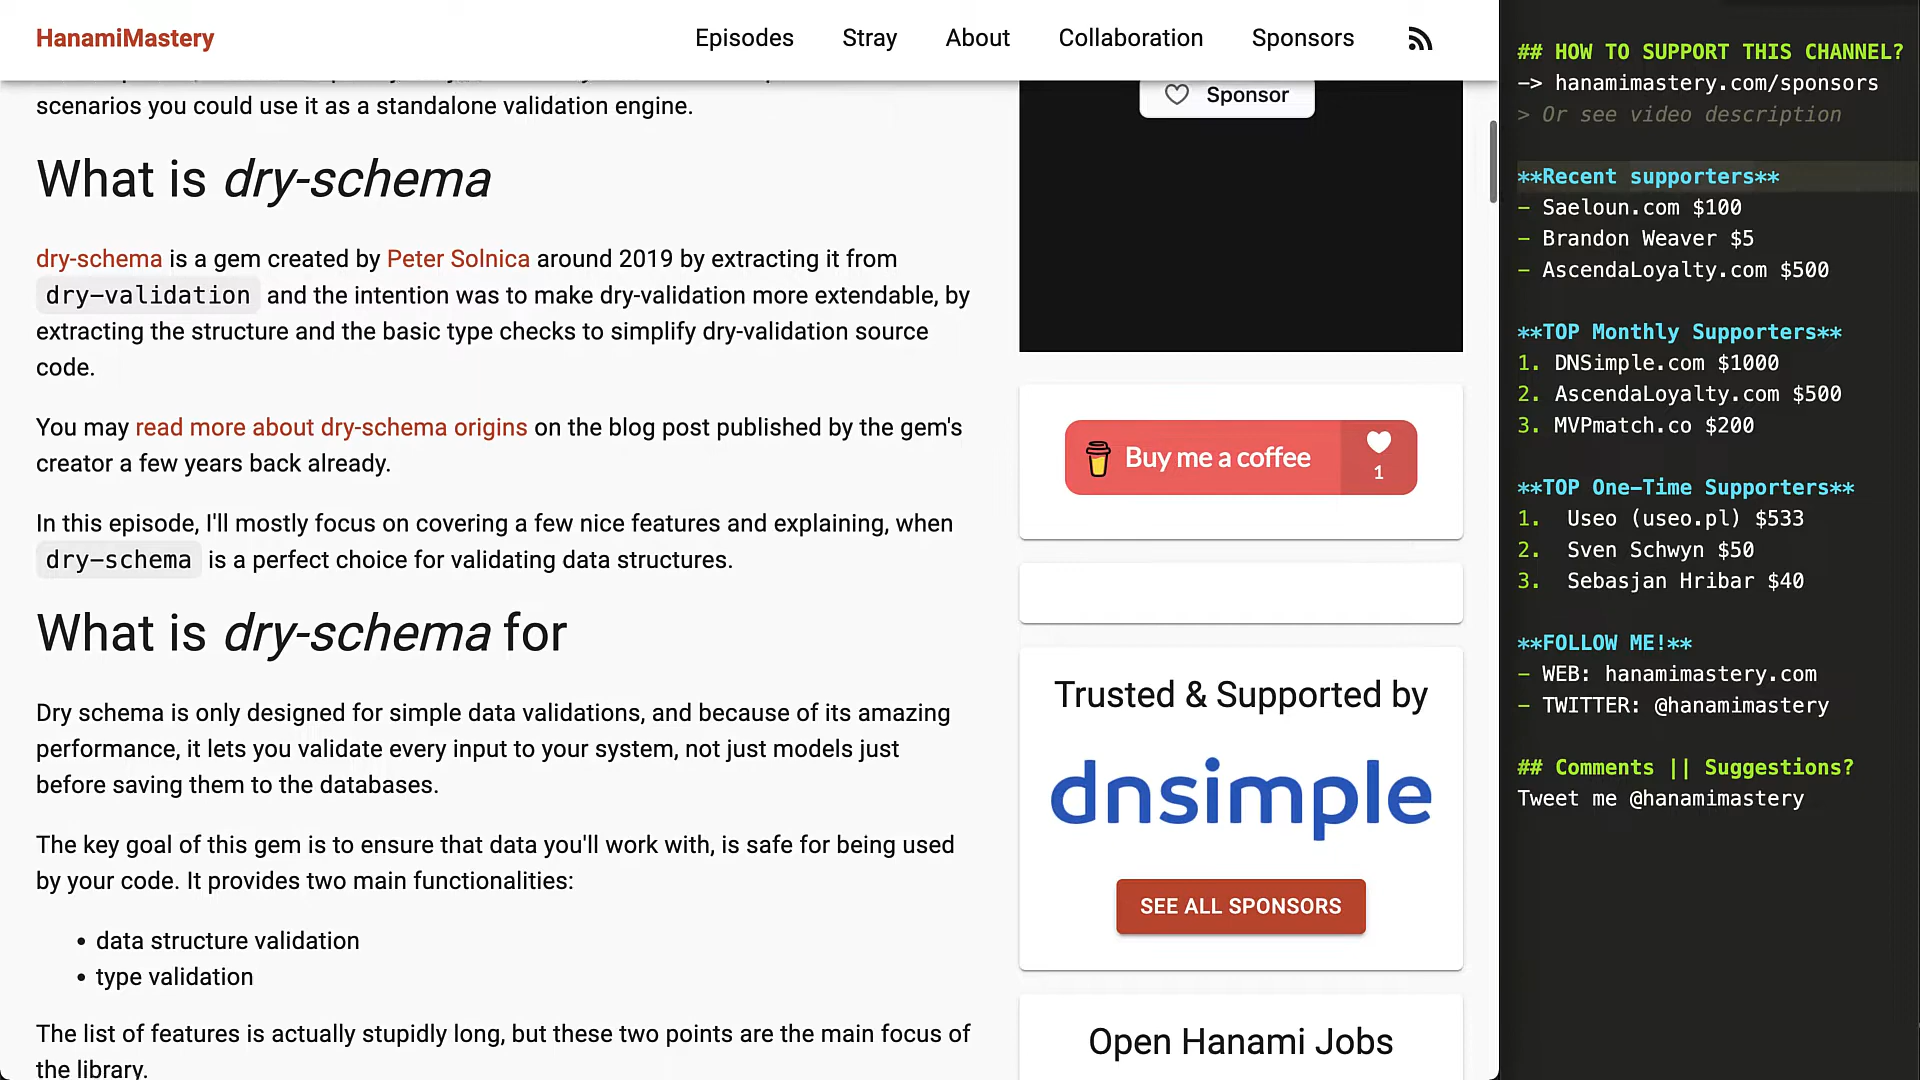 HanamiMastery
Episodes
Stray
About
Collaboration
Sponsors
scenarios you could use it as a standalone validation engine.
What is dry-schema
dry-schema is a gem created by Peter Solnica around 2019 by extracting it from
dry-validation and the intention was to make dry-validation more extendable, by
extracting the structure and the basic type checks to simplify dry-validation source
code.
You may read more about dry-schema origins on the blog post published by the gem's
creator a few years back already.
In this episode, I'll mostly focus on covering a few nice features and explaining, when
dry-schema is a perfect choice for validating data structures.
What is dry-schema for
Dry schema is only designed for simple data validations, and because of its amazing
performance, it lets you validate every input to your system, not just models just
before saving them to the databases.
The key goal of this gem is to ensure that data you'll work with, is safe for being used
by your code. It provides two main functionalities:
• data structure validation
• type validation
The list of features is actually stupidly long, but these two points are the main focus of
the library.
Sponsor
Buy me a coffee
1
Trusted & Supported by
dnsimple
SEE ALL SPONSORS
Open Hanami Jobs
## HOW TO SUPPORT THIS CHANNEL?
-> hanamimastery.com/sponsors
> Or see video description
**Recent supporters**
- Saeloun.com $100
- Brandon Weaver $5
- AscendaLoyalty.com $500
**TOP Monthly Supporters**
1. DNSimple.com $1000
2. AscendaLoyalty.com $500
3. MVPmatch.co $200
**TOP One-Time Supporters**
1. Useo (useo.pl) $533
2. Sven Schwyn $50
3. Sebasjan Hribar $40
**FOLLOW ME!**
- WEB: hanamimastery.com
- TWITTER: @hanamimastery
## Comments || Suggestions?
Tweet me @hanamimastery